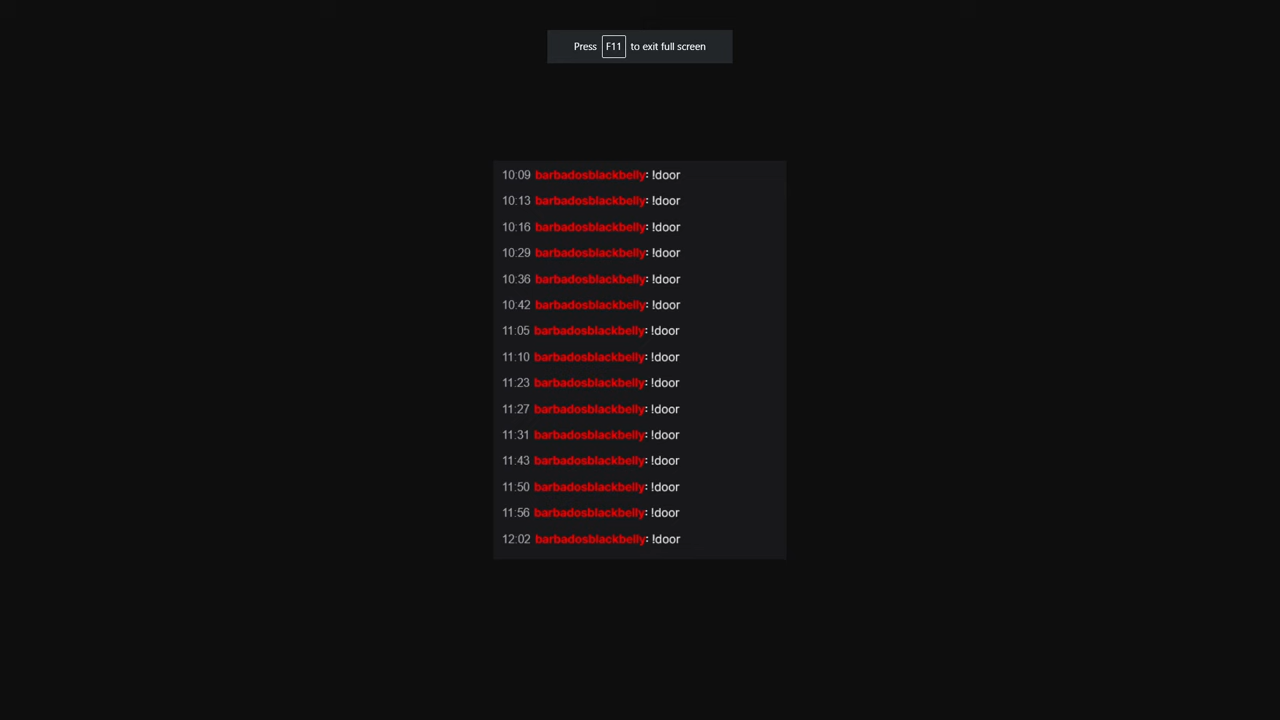 Press F11 to exit full screen
10:09 barbadosblackbelly: !door
10:13 barbadosblackbelly: !door
10:16 barbadosblackbelly: !door
10:29 barbadosblackbelly: !door
10:36 barbadosblackbelly: !door
10:42 barbadosblackbelly: !door
11:05 barbadosblackbelly: !door
11:10 barbadosblackbelly: !door
11:23 barbadosblackbelly: !door
11:27 barbadosblackbelly: !door
11:31 barbadosblackbelly: !door
11:43 barbadosblackbelly: !door
11:50 barbadosblackbelly: !door
11:56 barbadosblackbelly: !door
12:02 barbadosblackbelly: !door